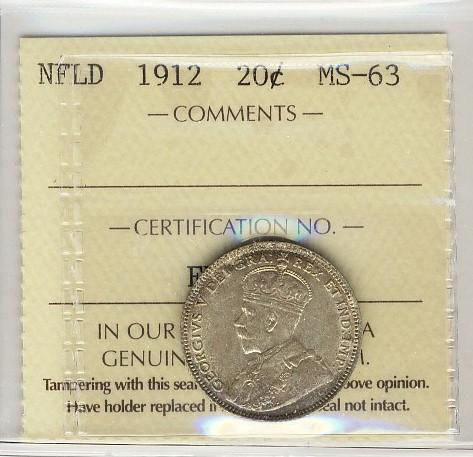 NFLD 1912 20¢ MS-63
— COMMENTS —
— CERTIFICATION NO. —
IN OUR A
GENUIN M.
Tampering with this sea ove opinion.
Have holder replaced eal not intact.
GEORGIVS V DEI GRA: REX ET IND: IMP: